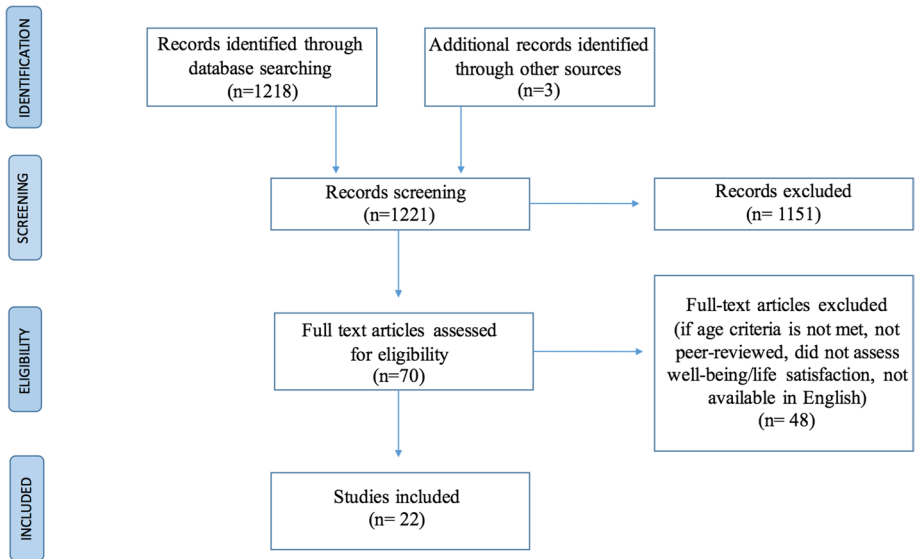 IDENTIFICATION
Records identified through
database searching
(n=1218)
Additional records identified
through other sources
(n=3)
SCREENING
Records screening
(n=1221)
Records excluded
(n= 1151)
ELIGIBILITY
Full text articles assessed
for eligibility
(n=70)
Full-text articles excluded
(if age criteria is not met, not
peer-reviewed, did not assess
well-being/life satisfaction, not
available in English)
(n= 48)
INCLUDED
Studies included
(n= 22)